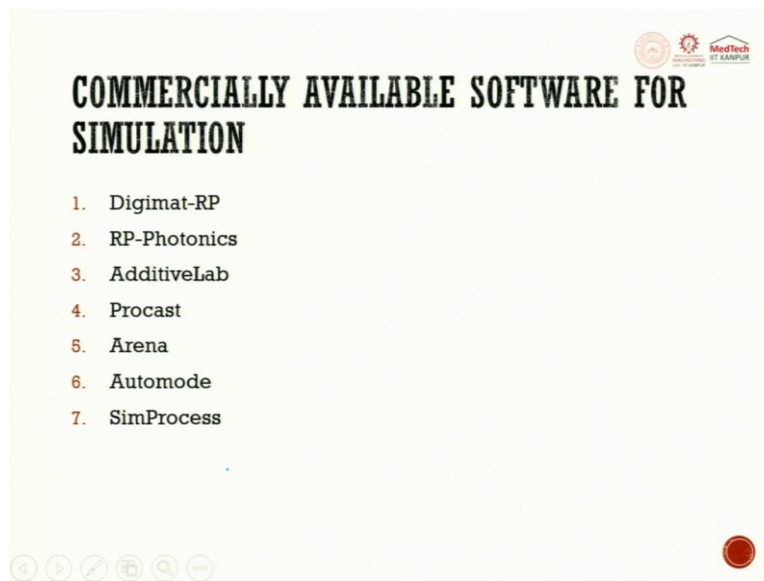 MedTech
IIT KANPUR
COMMERCIALLY AVAILABLE SOFTWARE FOR
SIMULATION
1. Digimat-RP
2. RP-Photonics
3. AdditiveLab
4. Procast
5. Arena
6. Automode
7. SimProcess